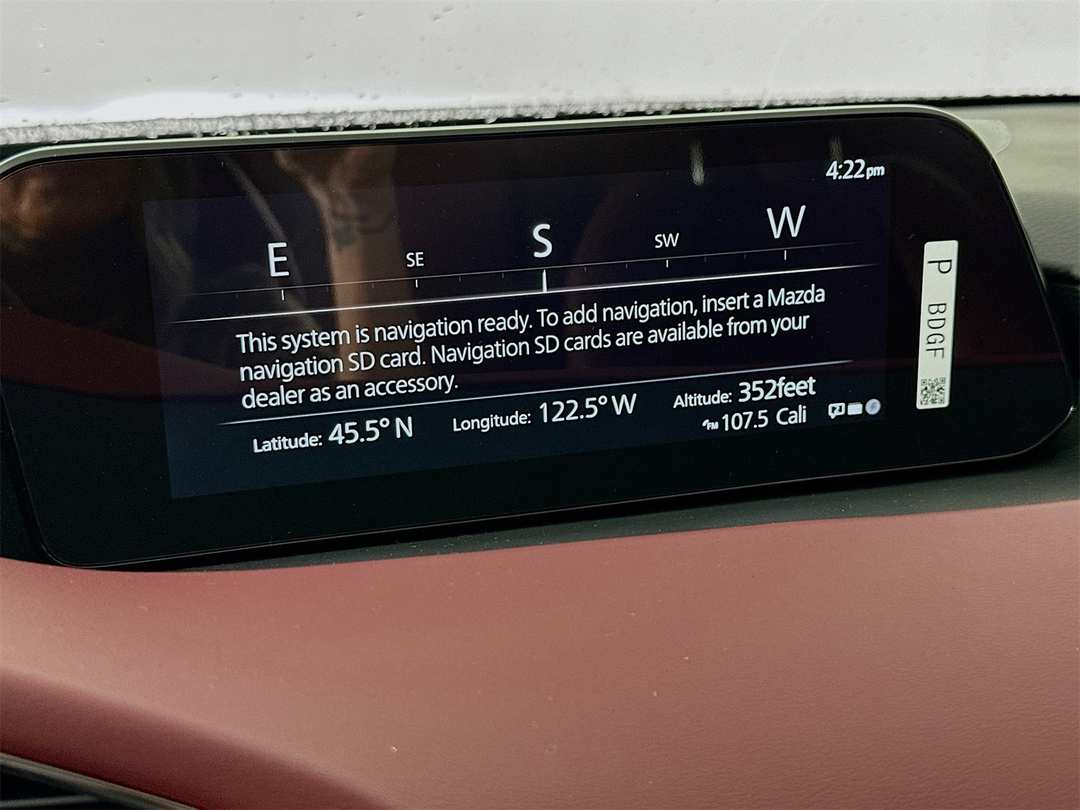 4:22pm
E SE S SW W
This system is navigation ready. To add navigation, insert a Mazda
navigation SD card. Navigation SD cards are available from your
dealer as an accessory.
Latitude: 45.5° N Longitude: 122.5° W Altitude: 352feet
FM 107.5 Cali
P BDGF